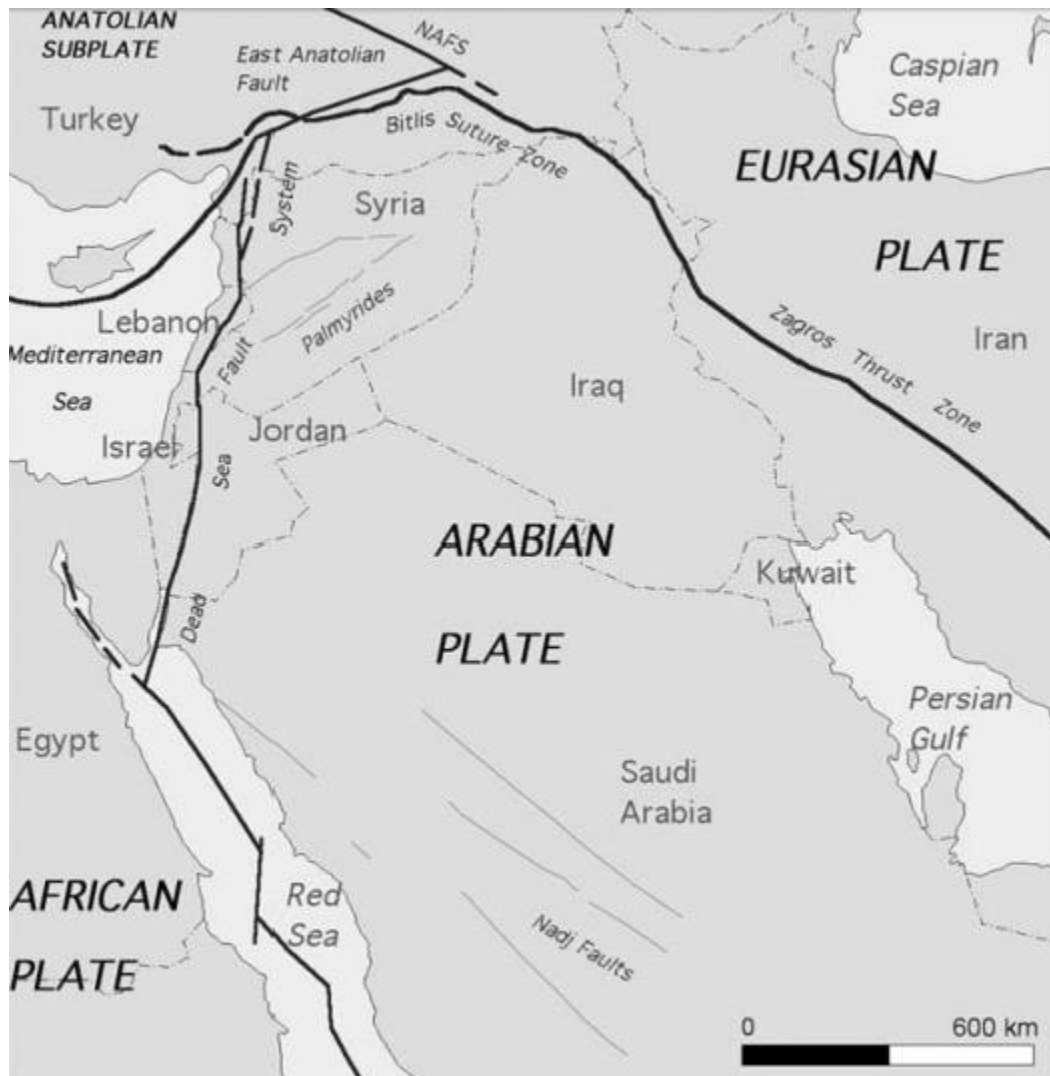 ANATOLIAN
SUBPLATE
NAFS
East Anatolian
Fault
Caspian
Sea
Turkey
Bitlis Suture Zone
EURASIAN
PLATE
System
Syria
Palmyrides
Lebanon
Mediterranean
Sea
Fault
Zagros Thrust Zone
Iran
Iraq
Israel
Jordan
Sea
ARABIAN
PLATE
Kuwait
Dead
Persian
Gulf
Egypt
Saudi
Arabia
AFRICAN
PLATE
Red
Sea
Nadj Faults
0 600 km